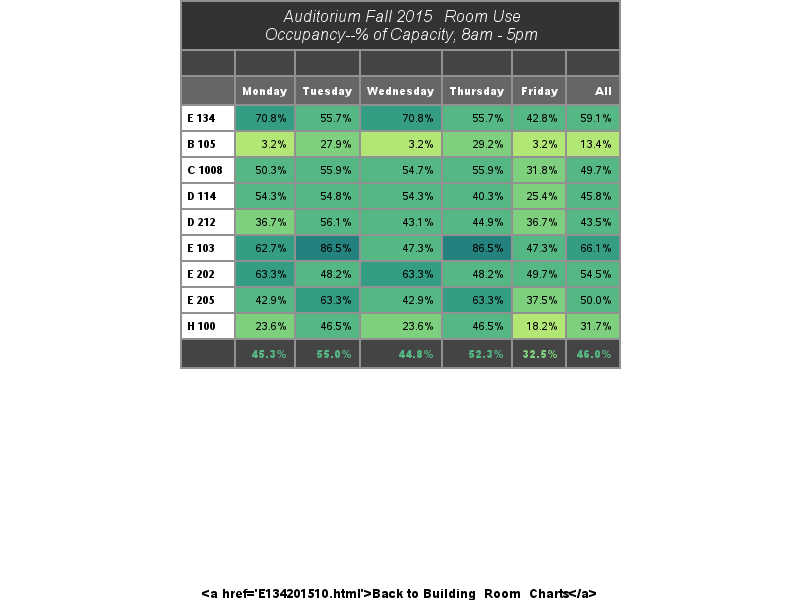 Auditorium Fall 2015 Room Use
Occupancy--% of Capacity, 8am - 5pm
Monday Tuesday Wednesday Thursday Friday All
E 134 70.8% 55.7% 70.8% 55.7% 42.8% 59.1%
B 105 3.2% 27.9% 3.2% 29.2% 3.2% 13.4%
C 1008 50.3% 55.9% 54.7% 55.9% 31.8% 49.7%
D 114 54.3% 54.8% 54.3% 40.3% 25.4% 45.8%
D 212 36.7% 56.1% 43.1% 44.9% 36.7% 43.5%
E 103 62.7% 86.5% 47.3% 86.5% 47.3% 66.1%
E 202 63.3% 48.2% 63.3% 48.2% 49.7% 54.5%
E 205 42.9% 63.3% 42.9% 63.3% 37.5% 50.0%
H 100 23.6% 46.5% 23.6% 46.5% 18.2% 31.7%
45.3% 55.0% 44.8% 52.3% 32.5% 46.0%
<a href='E134201510.html'>Back to Building Room Charts</a>